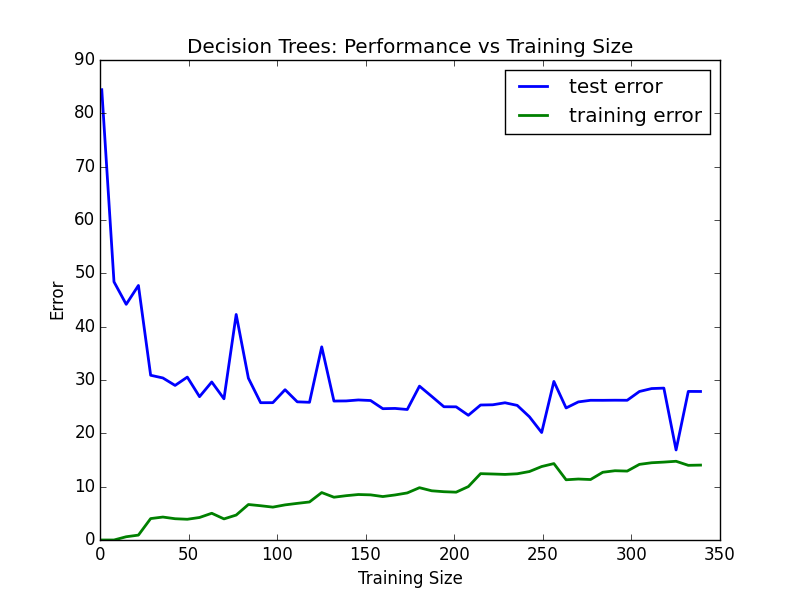 Decision Trees: Performance vs Training Size
test error
training error
Error
90
80
70
60
50
40
30
20
10
0
0 50 100 150 200 250 300 350
Training Size